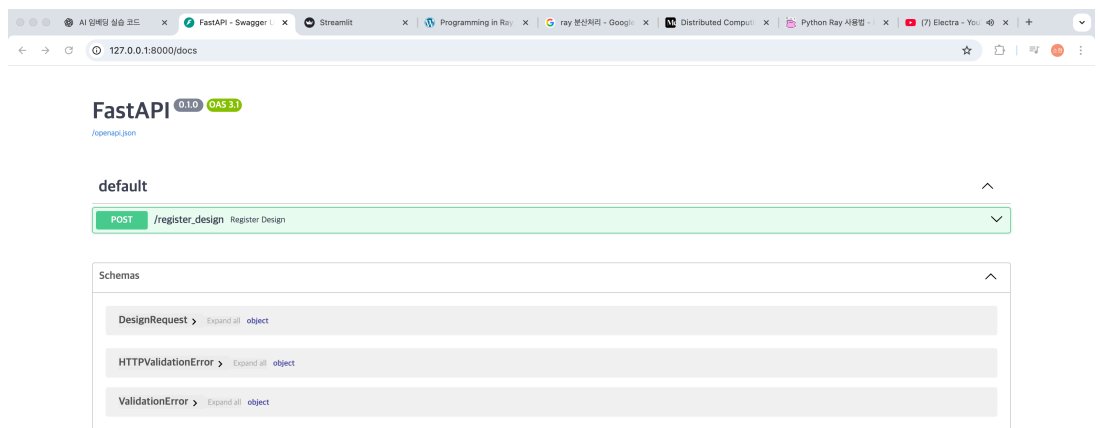 AI 임베딩 실습 코드
FastAPI - Swagger U
Streamlit
Programming in Ray
ray 분산처리 - Google
Distributed Computi
Python Ray 사용법 -
(7) Electra - You
127.0.0.1:8000/docs
FastAPI 0.1.0 OAS 3.1
/openapi.json
default
POST /register_design Register Design
Schemas
DesignRequest Expand all object
HTTPValidationError Expand all object
ValidationError Expand all object